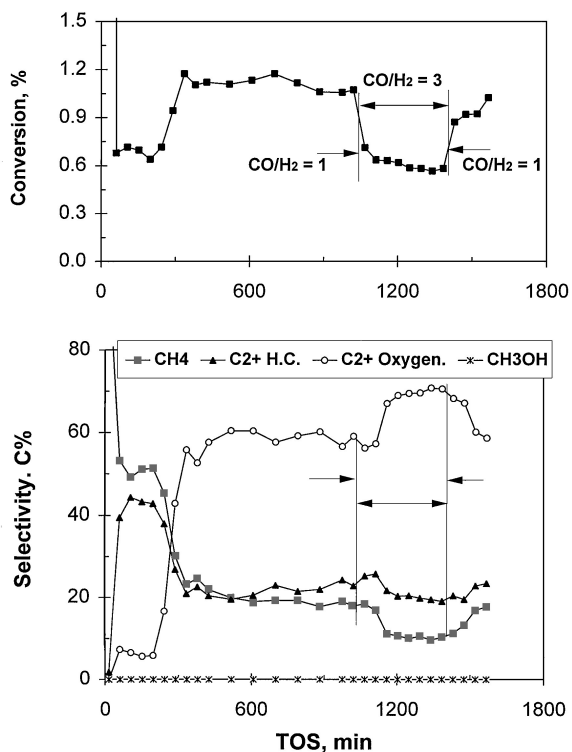 1.5
1.2
0.9
0.6
0.3
0.0
Conversion, %
CO/H2 = 3
CO/H2 = 1
CO/H2 = 1
0
600
1200
1800
CH4
C2+ H.C.
C2+ Oxygen.
CH3OH
80
60
40
20
0
Selectivity. C%
0
600
1200
1800
TOS, min